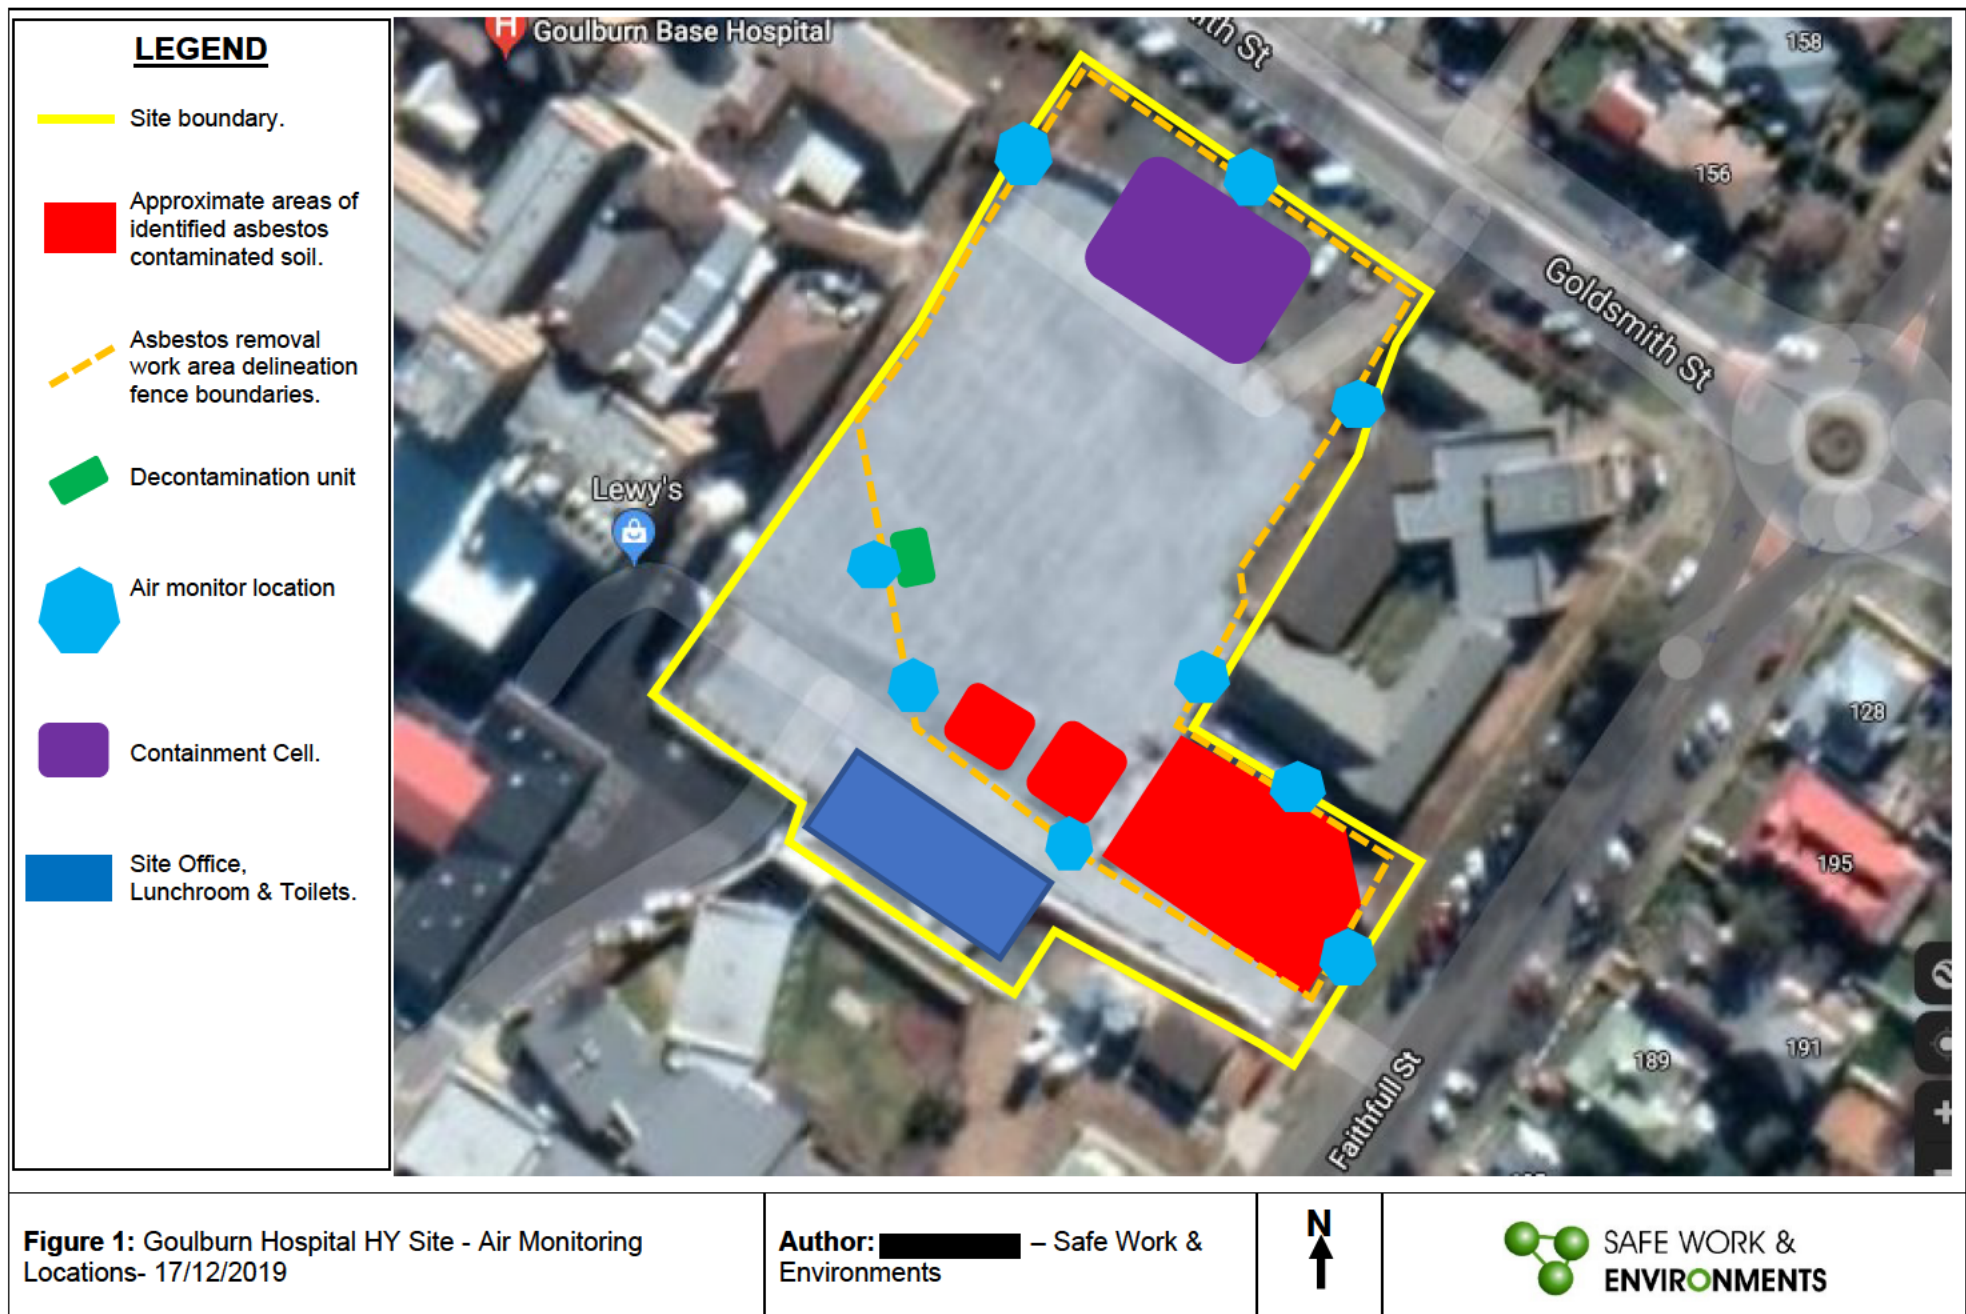 LEGEND
Site boundary.
Approximate areas of
identified asbestos
contaminated soil.
Asbestos removal
work area delineation
fence boundaries.
Decontamination unit
Air monitor location
Containment Cell.
Site Office,
Lunchroom & Toilets.
H
Goulburn Base Hospital
ith St
158
156
Goldsmith St
Lewy's
128
195
191
189
Faithfull St
Figure 1: Goulburn Hospital HY Site - Air Monitoring
Locations- 17/12/2019
Author: – Safe Work &
Environments
N
SAFE WORK &
ENVIRONMENTS